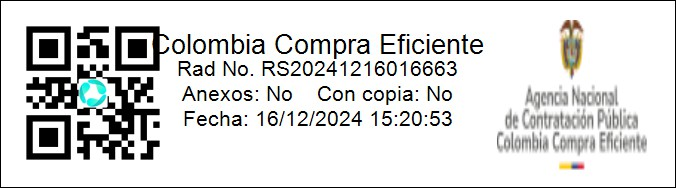 Colombia Compra Eficiente
Rad No. RS20241216016663
Anexos: No Con copia: No
Fecha: 16/12/2024 15:20:53
Agencia Nacional
de Contratación Pública
Colombia Compra Eficiente